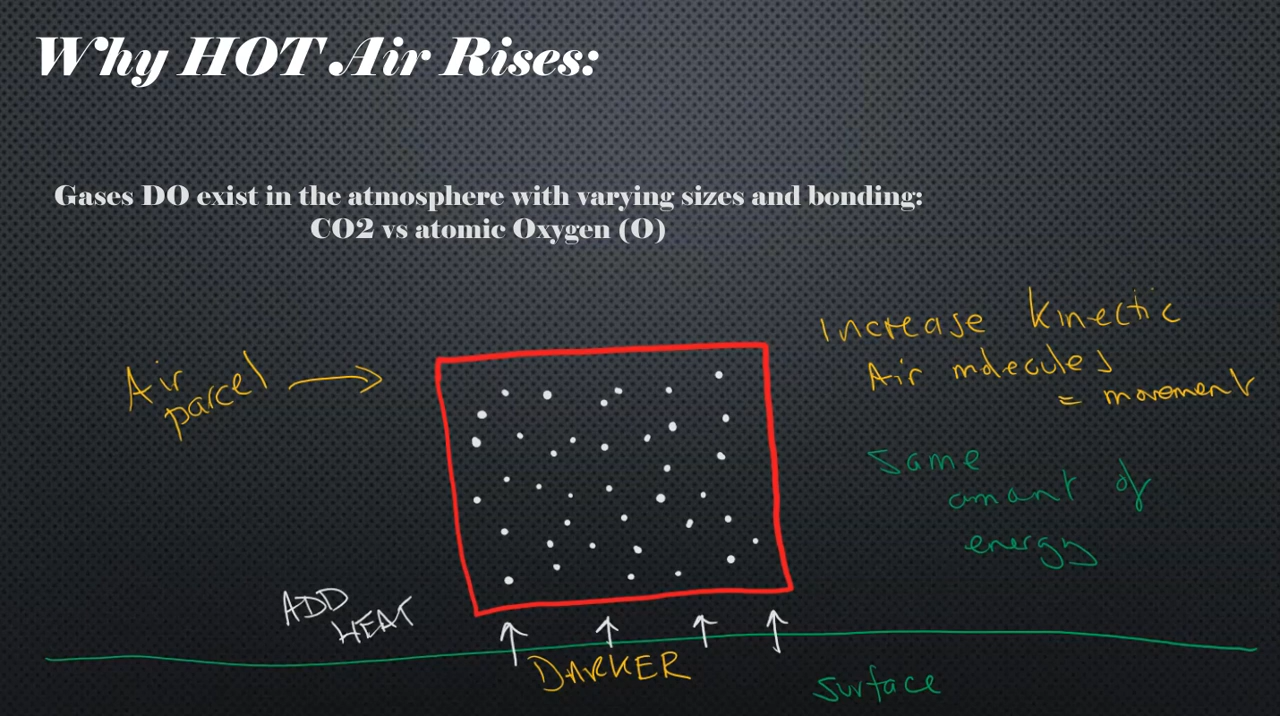 Why HOT Air Rises:
Gases DO exist in the atmosphere with varying sizes and bonding:
CO2 vs atomic Oxygen (O)
Increase Kinectic
Air molecules
= movement
Air
parcel
Same
amant of
energy
ADD
HEAT
DARKER
Surface